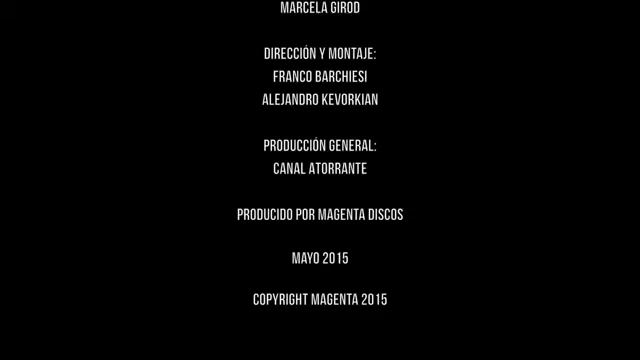 MARCELA GIROD
DIRECCIÓN Y MONTAJE:
FRANCO BARCHIESI
ALEJANDRO KEVORKIAN
PRODUCCIÓN GENERAL:
CANAL ATORRANTE
PRODUCIDO POR MAGENTA DISCOS
MAYO 2015
COPYRIGHT MAGENTA 2015